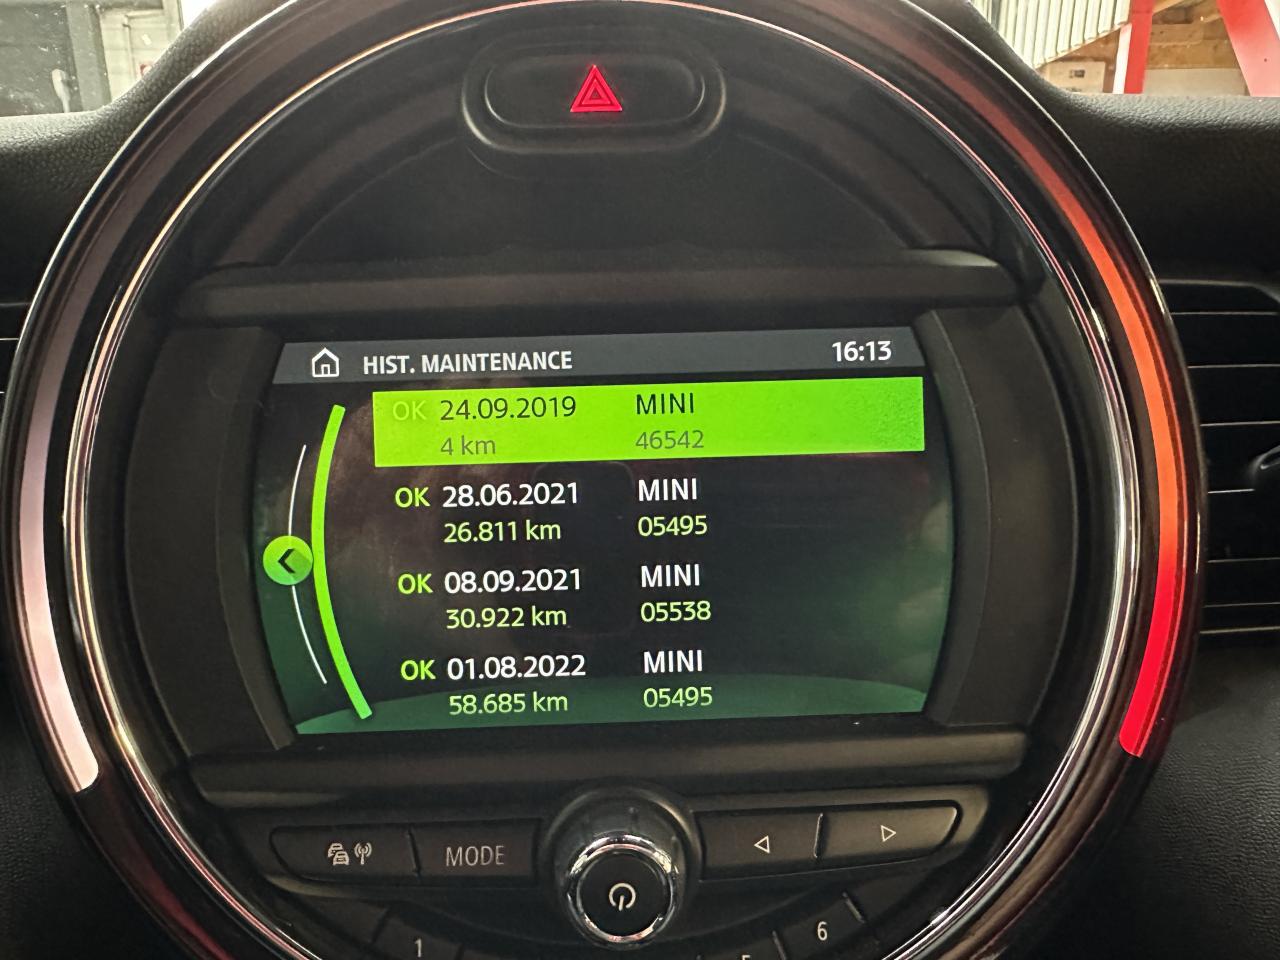 HIST. MAINTENANCE 16:13
OK 24.09.2019 MINI
4 km 46542
OK 28.06.2021 MINI
26.811 km 05495
OK 08.09.2021 MINI
30.922 km 05538
OK 01.08.2022 MINI
58.685 km 05495
MODE
1 6